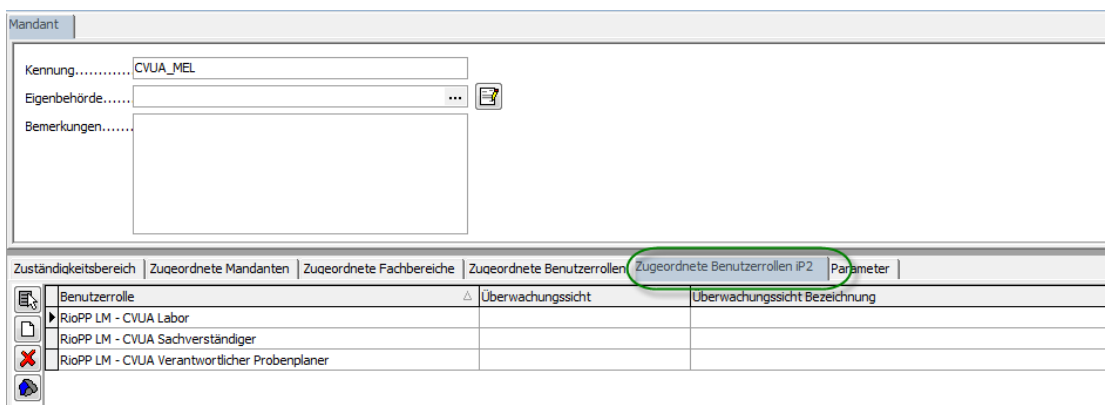 Mandant
Kennung............ CVUA_MEL
Eigenbehörde...... ...
Bemerkungen.......
Zuständigkeitsbereich Zugeordnete Mandanten Zugeordnete Fachbereiche Zugeordnete Benutzerrollen Zugeordnete Benutzerrollen iP2 Parameter
Benutzerrolle Überwachungssicht Überwachungssicht Bezeichnung
RioPP LM - CVUA Labor
RioPP LM - CVUA Sachverständiger
RioPP LM - CVUA Verantwortlicher Probenplaner